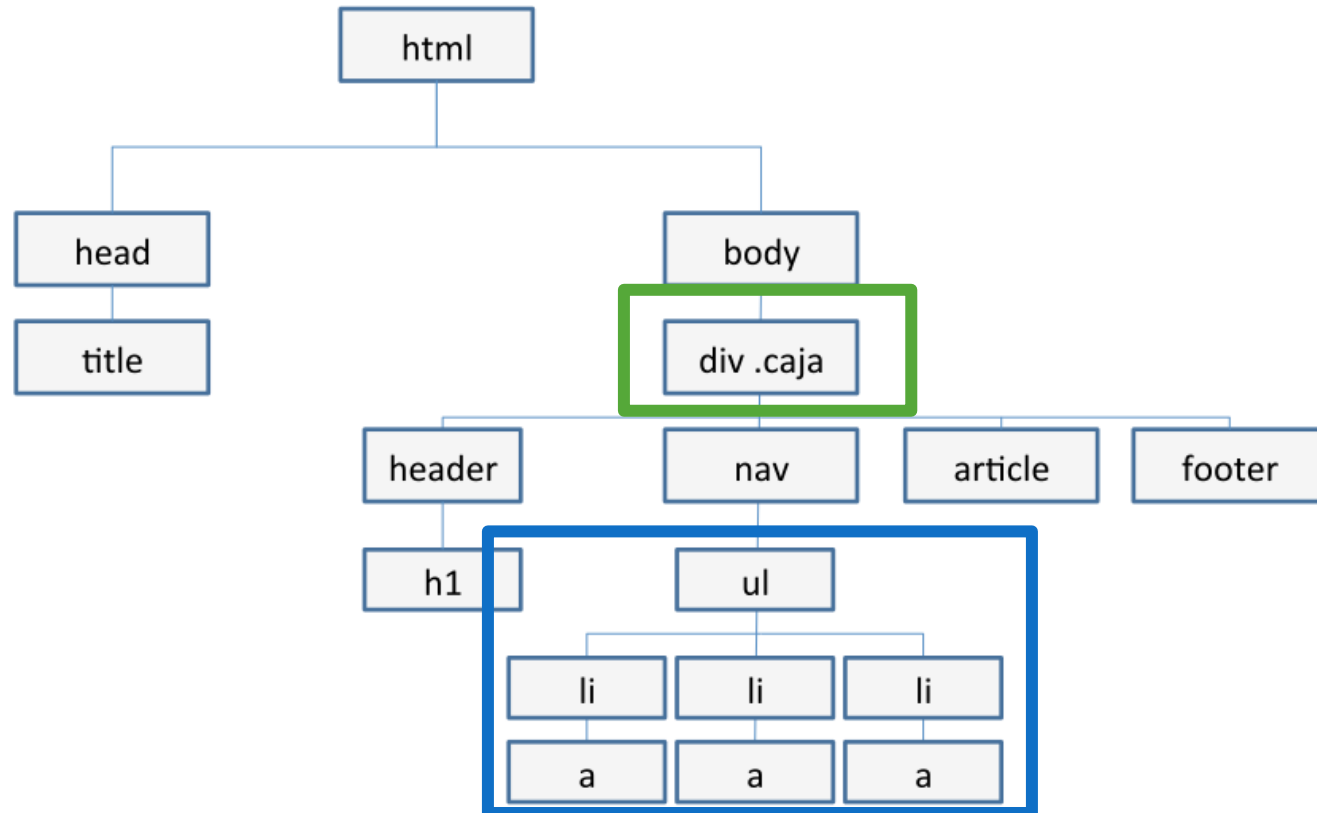 html
head
body
title
div .caja
header
nav
article
footer
h1
ul
li
li
li
a
a
a